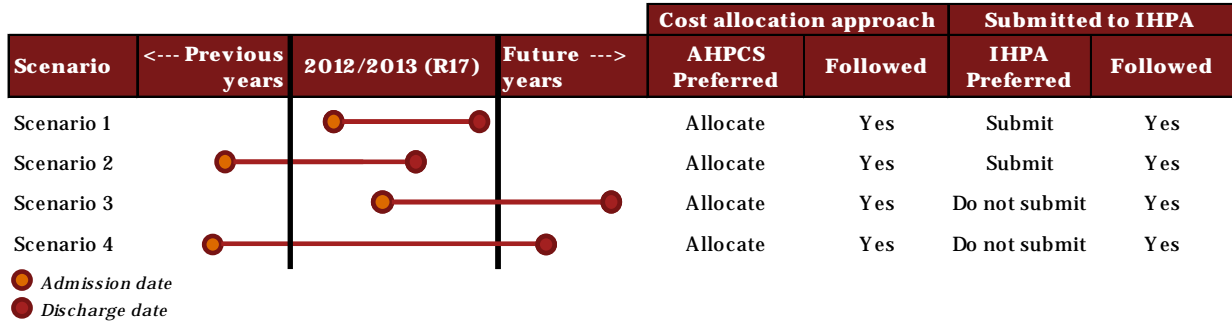 Cost allocation approach Submitted to IHPA
Scenario <--- Previous years 2012/2013 (R17) Future ---> years AHPCS Preferred Followed IHPA Preferred Followed
Scenario 1 Allocate Yes Submit Yes
Scenario 2 Allocate Yes Submit Yes
Scenario 3 Allocate Yes Do not submit Yes
Scenario 4 Allocate Yes Do not submit Yes
Admission date
Discharge date